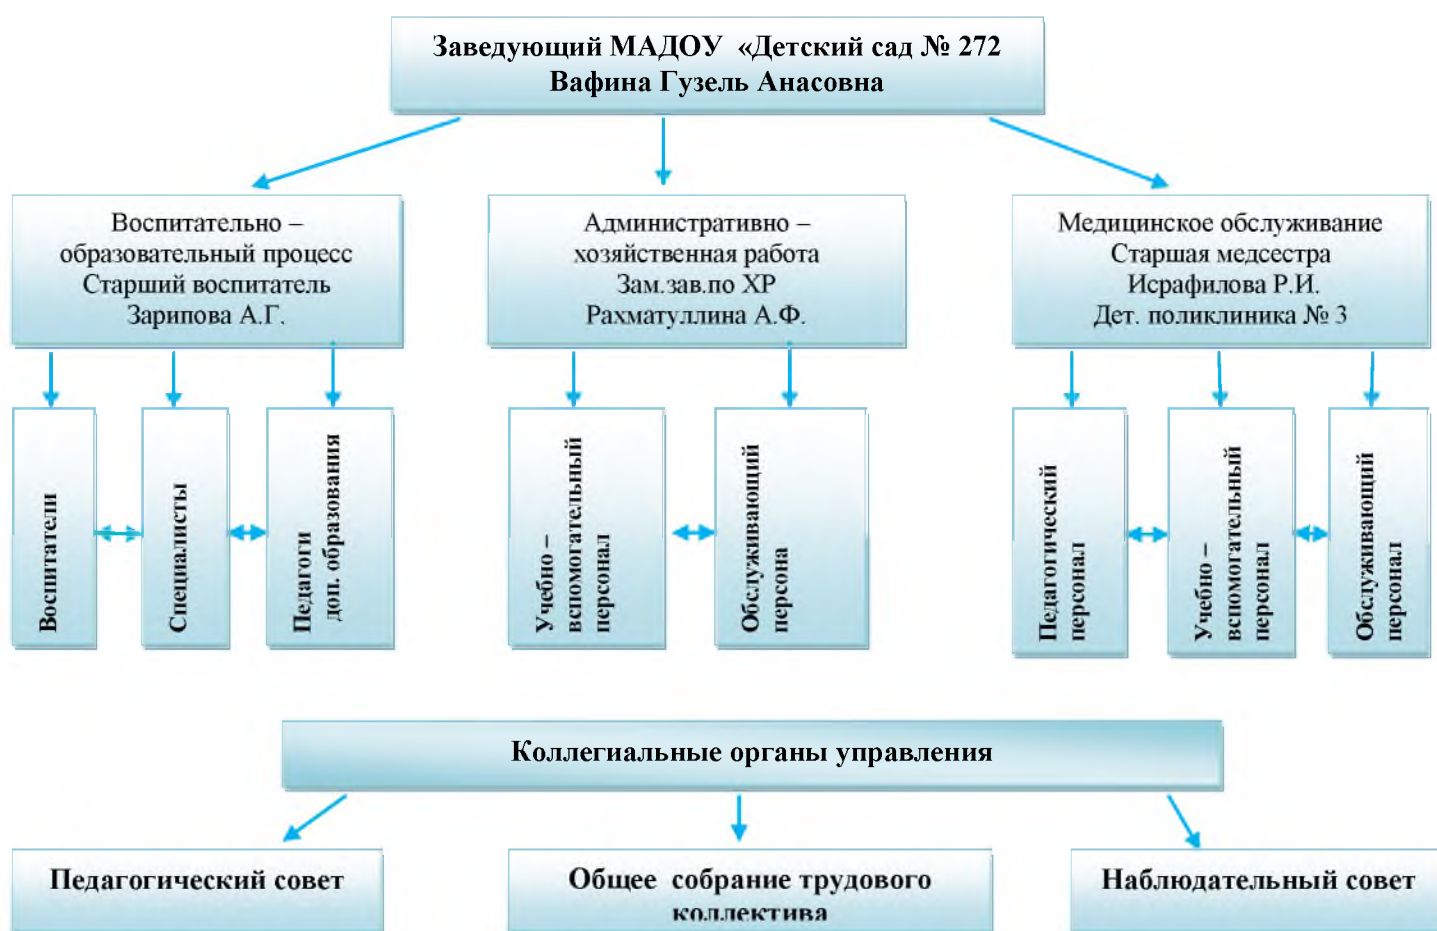 Заведующий МАДОУ «Детский сад № 272
Вафина Гузель Анасовна
Воспитательно –
образовательный процесс
Старший воспитатель
Зарипова А.Г.
Административно –
хозяйственная работа
Зам.зав.по ХР
Рахматуллина А.Ф.
Медицинское обслуживание
Старшая медсестра
Исрафилова Р.И.
Дет. поликлиника № 3
Воспитатели
Специалисты
Педагоги
доп. образования
Учебно –
вспомогательный
персонал
Обслуживающий
персона
Педагогический
персонал
Учебно –
вспомогательный
персонал
Обслуживающий
персонал
Коллегиальные органы управления
Педагогический совет
Общее собрание трудового
коллектива
Наблюдательный совет